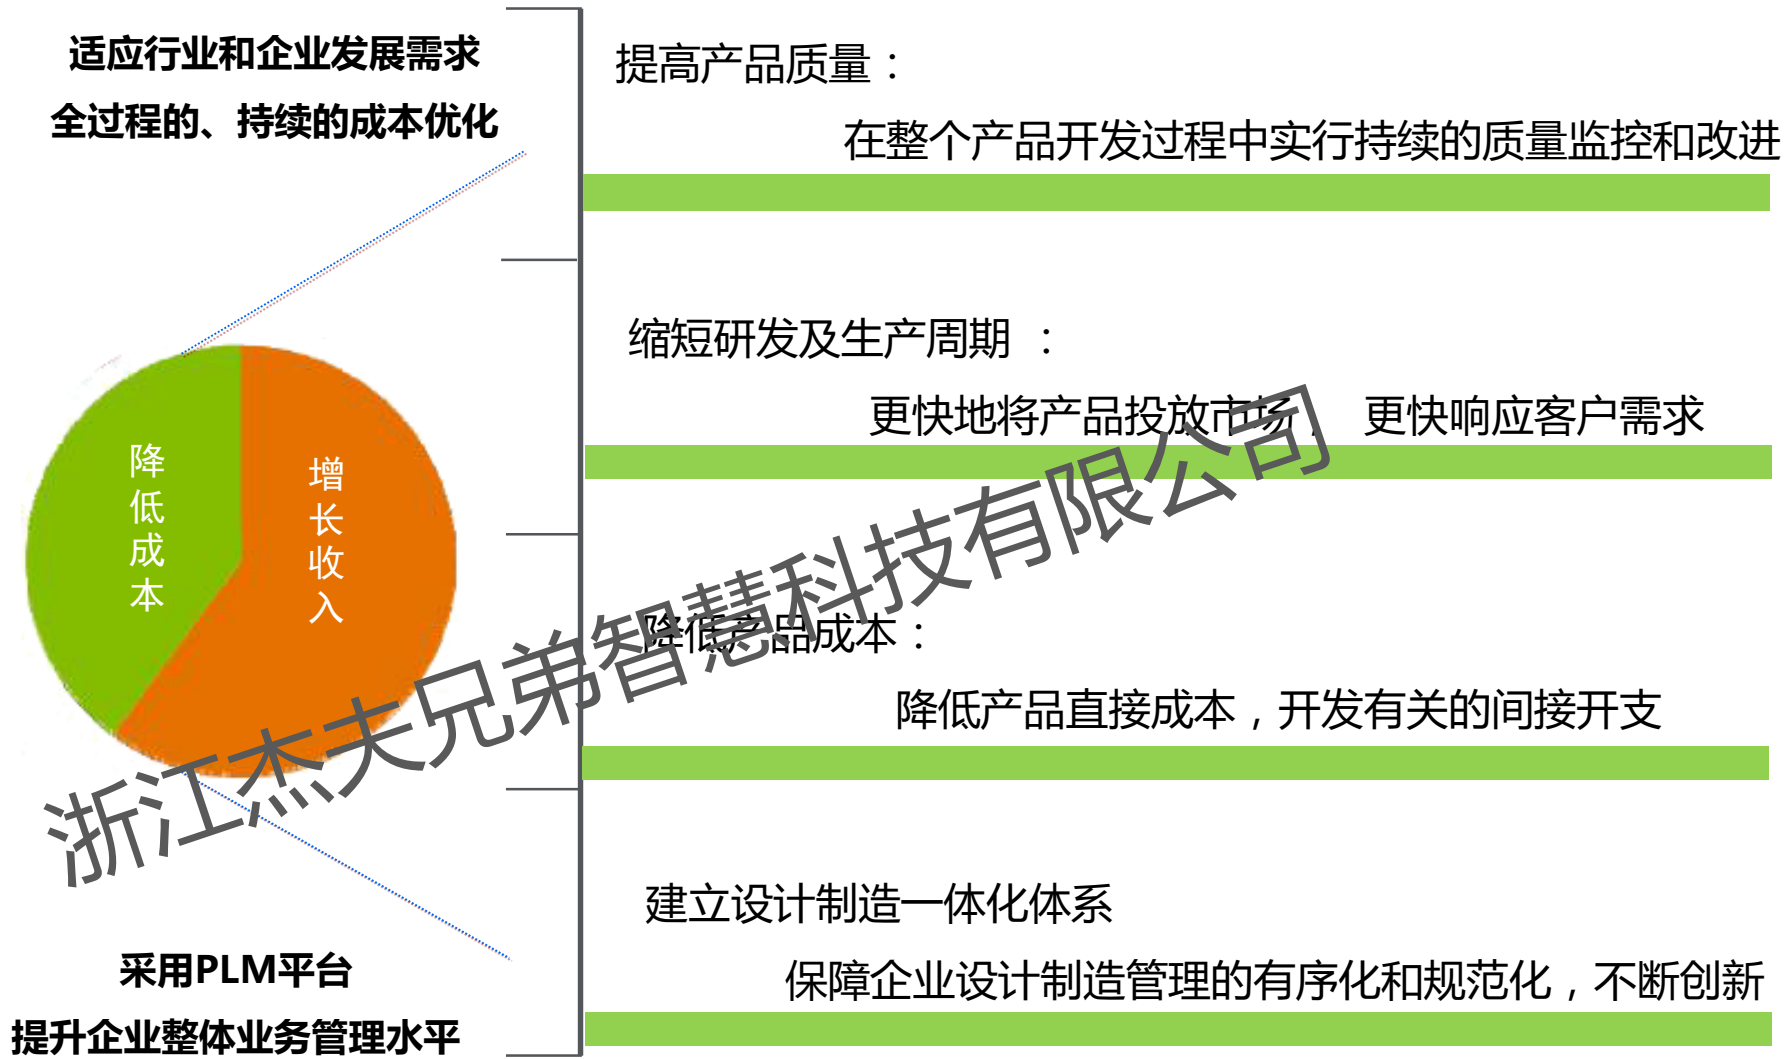 适应行业和企业发展需求
全过程的、持续的成本优化
降低成本
增长收入
采用PLM平台
提升企业整体业务管理水平
提高产品质量：
在整个产品开发过程中实行持续的质量监控和改进
缩短研发及生产周期 ：
更快地将产品投放市场， 更快响应客户需求
降低产品成本：
降低产品直接成本，开发有关的间接开支
建立设计制造一体化体系
保障企业设计制造管理的有序化和规范化，不断创新
浙江杰夫兄弟智慧科技有限公司